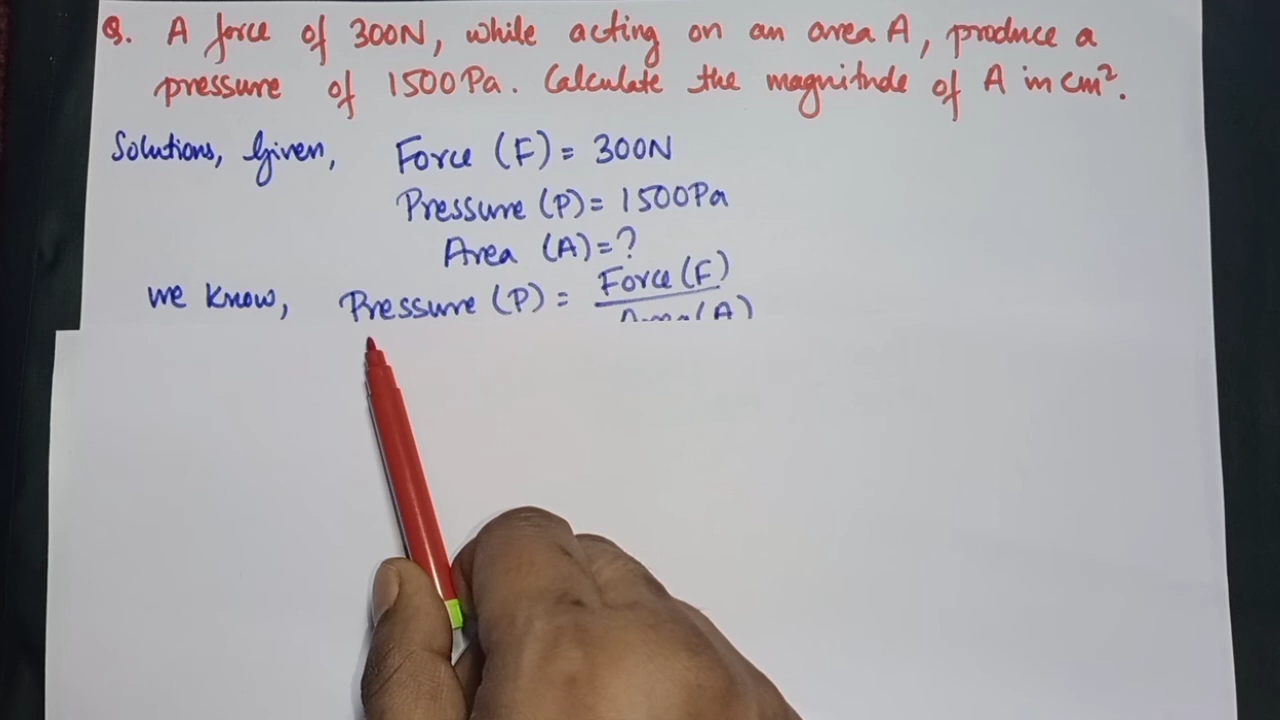 Q. A force of 300N, while acting on an area A, produce a
pressure of 1500Pa. Calculate the magnitude of A in cm².
Solutions, Given, Force (F) = 300N
Pressure (P) = 1500Pa
Area (A) = ?
we know, Pressure (P) = Force (F)
Area (A)